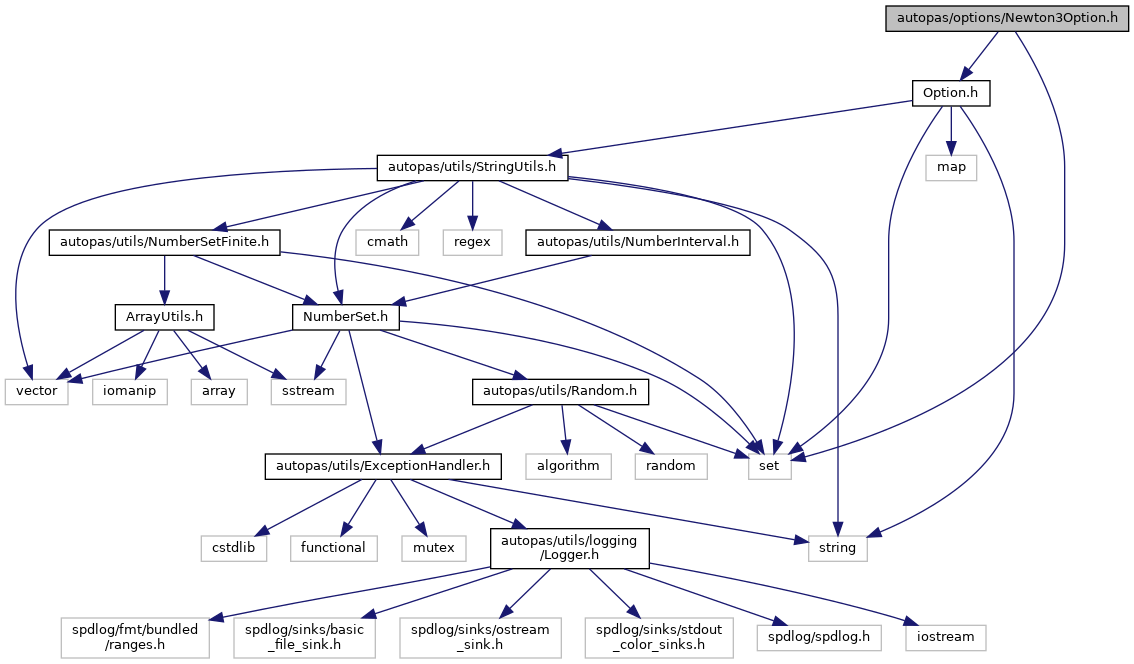 autopas/options/Newton3Option.h
Option.h
autopas/utils/StringUtils.h
map
autopas/utils/NumberSetFinite.h
cmath
regex
autopas/utils/NumberInterval.h
ArrayUtils.h
NumberSet.h
vector
iomanip
array
sstream
autopas/utils/Random.h
autopas/utils/ExceptionHandler.h
algorithm
random
set
cstdlib
functional
mutex
autopas/utils/logging
/Logger.h
string
spdlog/fmt/bundled
/ranges.h
spdlog/sinks/basic
_file_sink.h
spdlog/sinks/ostream
_sink.h
spdlog/sinks/stdout
_color_sinks.h
spdlog/spdlog.h
iostream